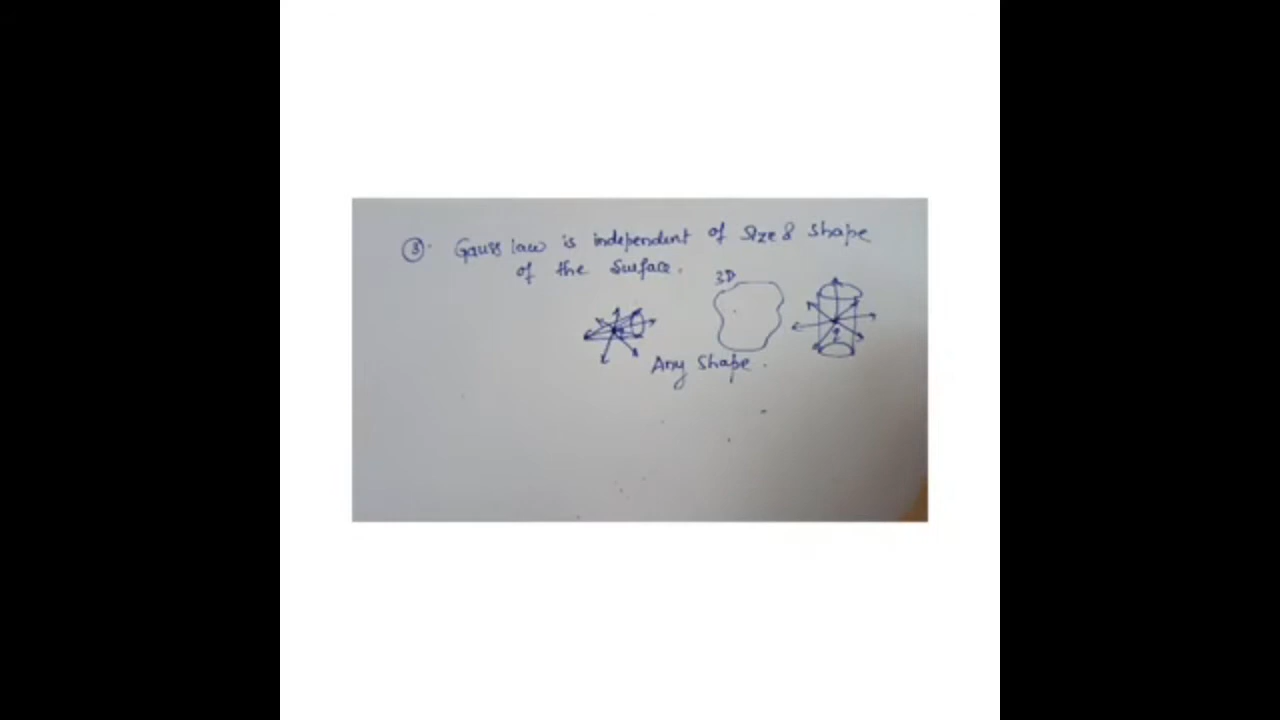 ③. Gauss law is independent of size & shape
of the surface.
3D
Any shape.